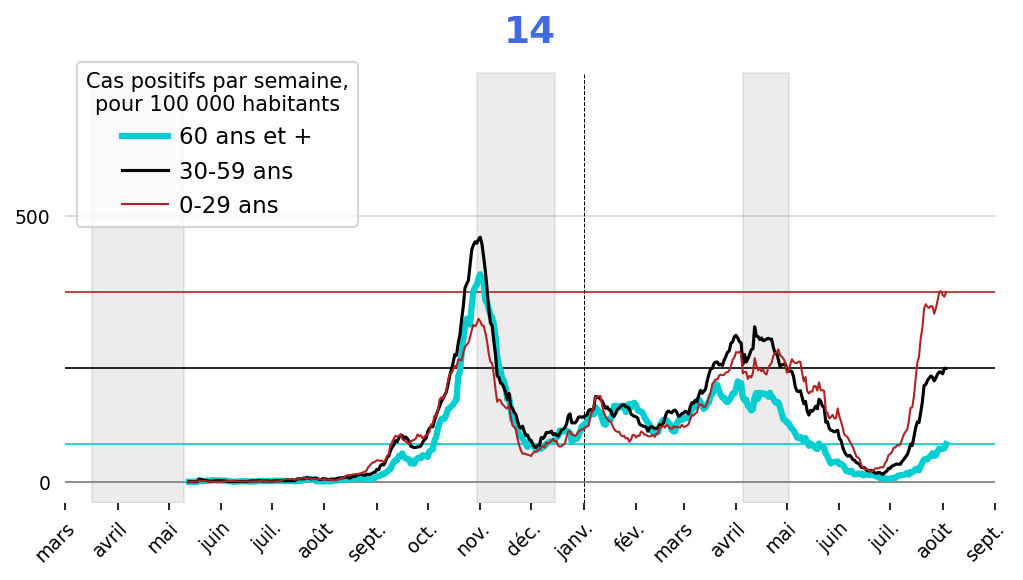 14
Cas positifs par semaine,
pour 100 000 habitants
60 ans et +
30-59 ans
0-29 ans
500
0
mars
avril
mai
juin
juil.
août
sept.
oct.
nov.
déc.
janv.
fév.
mars
avril
mai
juin
juil.
août
sept.